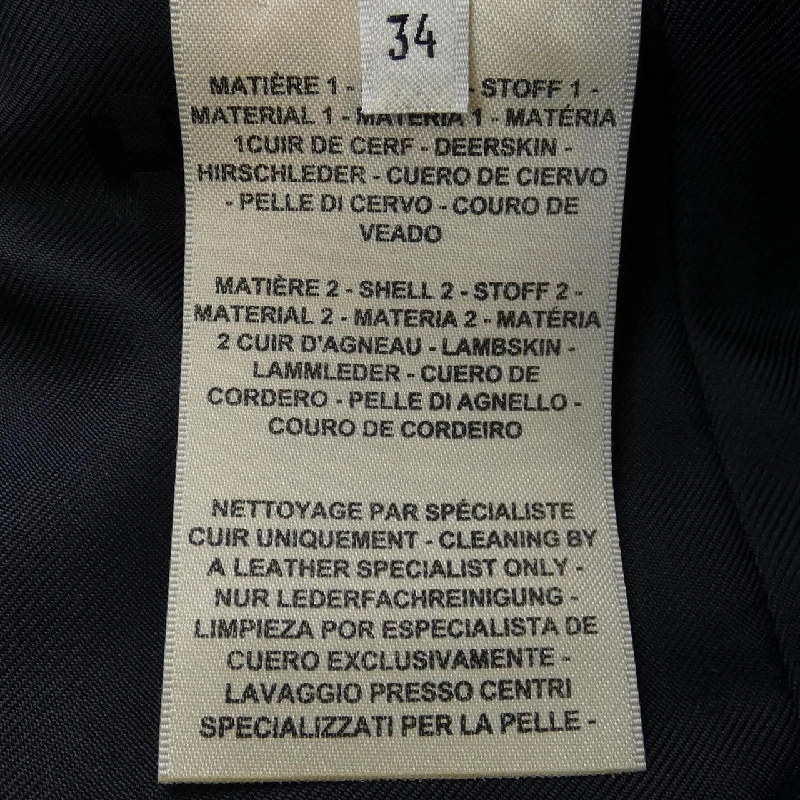 34
MATIÈRE 1 - - STOFF 1 -
MATERIAL 1 - MATERIA 1 - MATÉRIA
1CUIR DE CERF - DEERSKIN -
HIRSCHLEDER - CUERO DE CIERVO
- PELLE DI CERVO - COURO DE
VEADO
MATIÈRE 2 - SHELL 2 - STOFF 2 -
MATERIAL 2 - MATERIA 2 - MATÉRIA
2 CUIR D'AGNEAU - LAMBSKIN -
LAMMLEDER - CUERO DE
CORDERO - PELLE DI AGNELLO -
COURO DE CORDEIRO
NETTOYAGE PAR SPÉCIALISTE
CUIR UNIQUEMENT - CLEANING BY
A LEATHER SPECIALIST ONLY -
NUR LEDERFACHREINIGUNG -
LIMPIEZA POR ESPECIALISTA DE
CUERO EXCLUSIVAMENTE -
LAVAGGIO PRESSO CENTRI
SPECIALIZZATI PER LA PELLE -